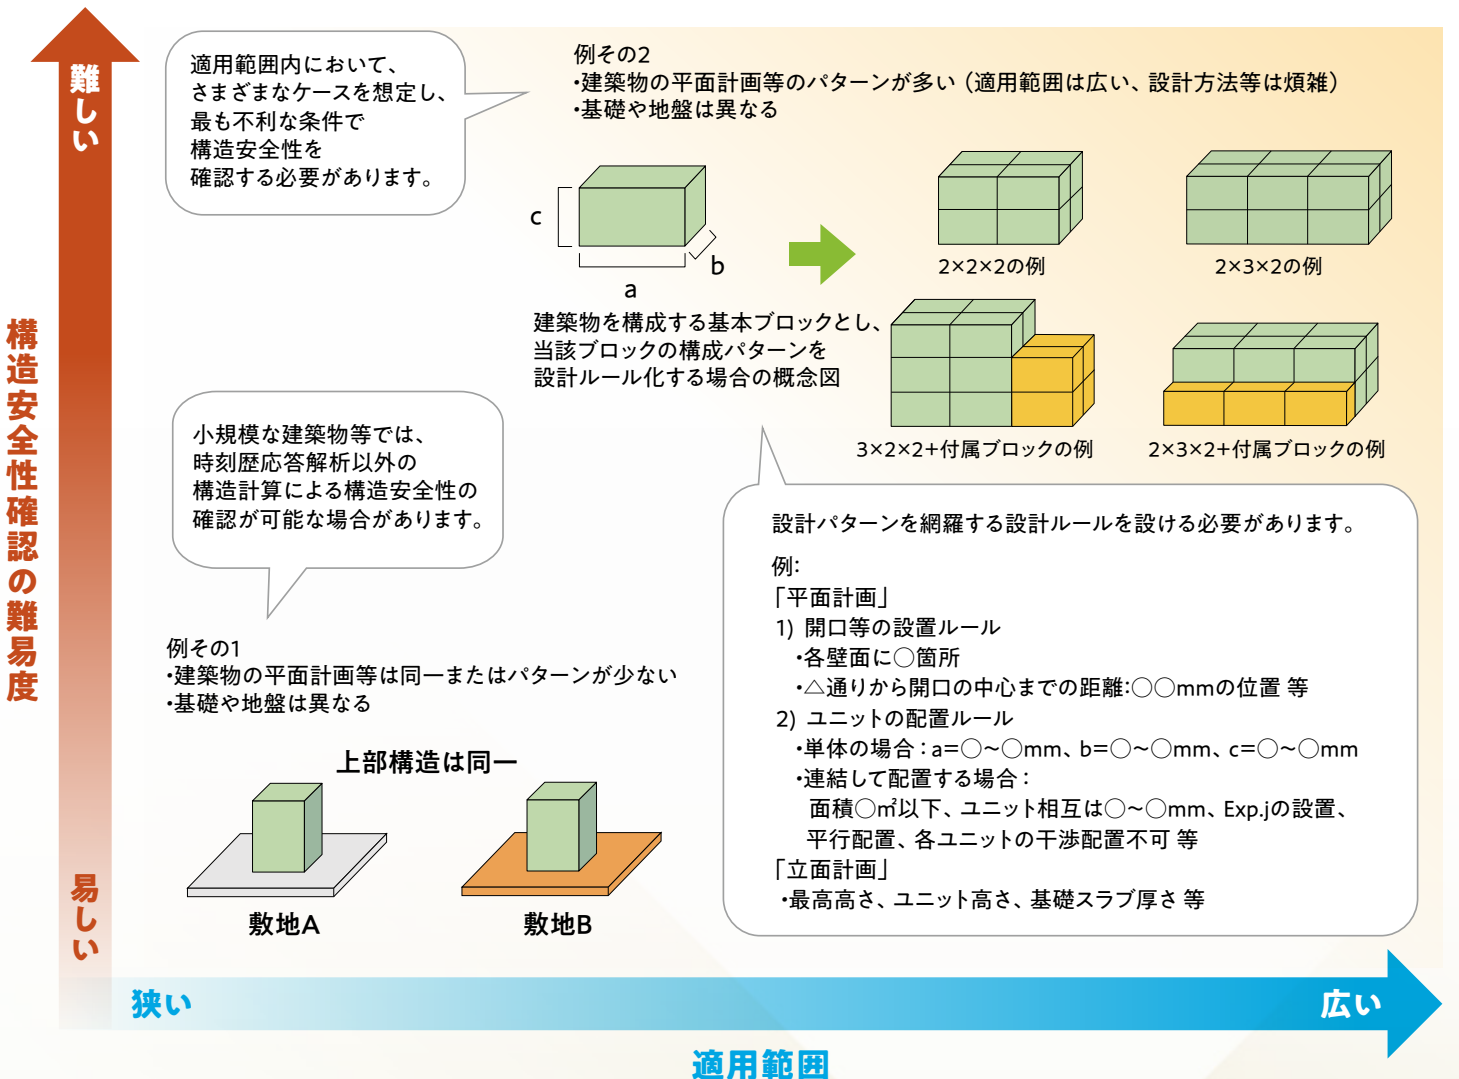 難しい
適用範囲内において、
さまざまなケースを想定し、
最も不利な条件で
構造安全性を
確認する必要があります。
例その2
・建築物の平面計画等のパターンが多い（適用範囲は広い、設計方法等は煩雑）
・基礎や地盤は異なる
c
b
a
建築物を構成する基本ブロックとし、
当該ブロックの構成パターンを
設計ルール化する場合の概念図
2×2×2の例
2×3×2の例
3×2×2+付属ブロックの例
2×3×2+付属ブロックの例
構造安全性確認の難易度
小規模な建築物等では、
時刻歴応答解析以外の
構造計算による構造安全性の
確認が可能な場合があります。
設計パターンを網羅する設計ルールを設ける必要があります。
例：
「平面計画」
1) 開口等の設置ルール
・各壁面に○箇所
・△通りから開口の中心までの距離：○○mmの位置 等
2) ユニットの配置ルール
・単体の場合：a=○~○mm、b=○~○mm、c=○~○mm
・連結して配置する場合：
面積○㎡以下、ユニット相互は○~○mm、Exp.jの設置、
平行配置、各ユニットの干渉配置不可 等
「立面計画」
・最高高さ、ユニット高さ、基礎スラブ厚さ 等
例その1
・建築物の平面計画等は同一またはパターンが少ない
・基礎や地盤は異なる
上部構造は同一
敷地A
敷地B
易しい
狭い
広い
適用範囲